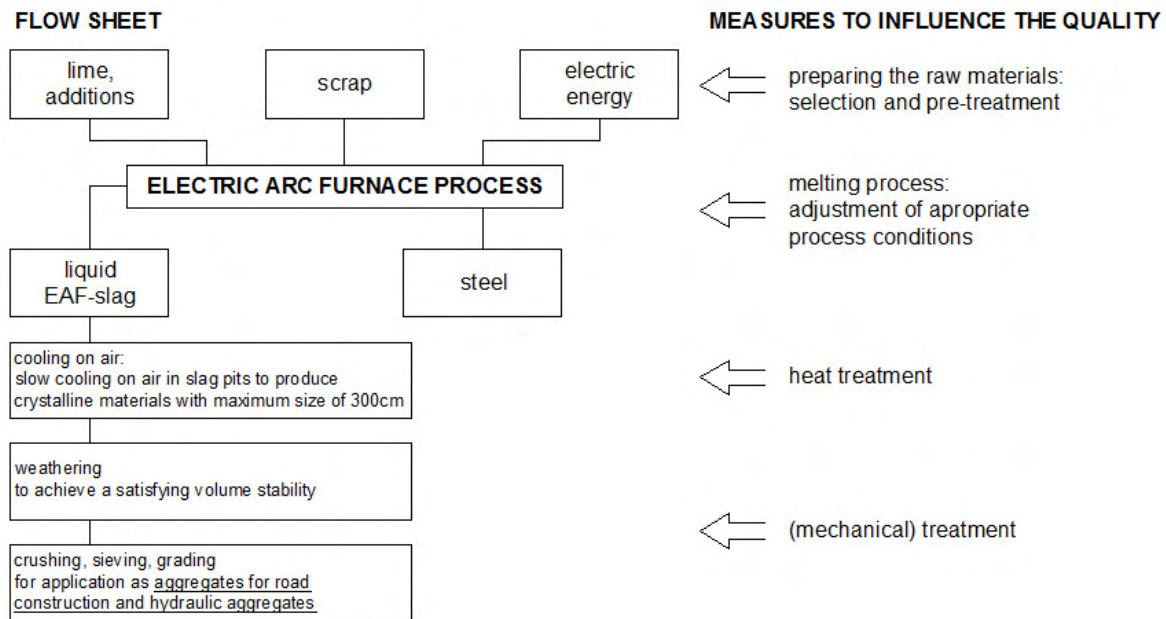 FLOW SHEET
MEASURES TO INFLUENCE THE QUALITY
lime,
additions
scrap
electric
energy
preparing the raw materials:
selection and pre-treatment
ELECTRIC ARC FURNACE PROCESS
melting process:
adjustment of apropriate
process conditions
liquid
EAF-slag
steel
cooling on air:
slow cooling on air in slag pits to produce
crystalline materials with maximum size of 300cm
heat treatment
weathering
to achieve a satisfying volume stability
(mechanical) treatment
crushing, sieving, grading
for application as aggregates for road
construction and hydraulic aggregates